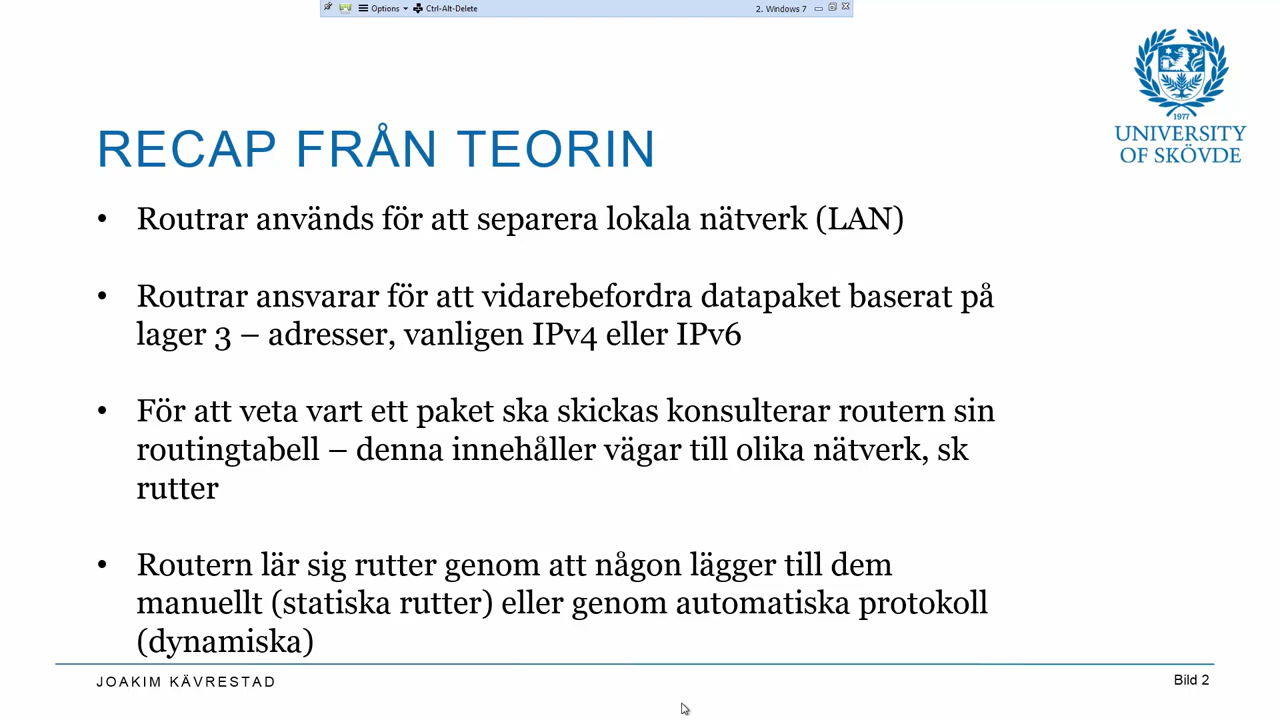 Options Ctrl-Alt-Delete 2. Windows 7
1977
UNIVERSITY
OF SKÖVDE
RECAP FRÅN TEORIN
• Routrar används för att separera lokala nätverk (LAN)
• Routrar ansvarar för att vidarebefordra datapaket baserat på
lager 3 – adresser, vanligen IPv4 eller IPv6
• För att veta vart ett paket ska skickas konsulterar routern sin
routingtabell – denna innehåller vägar till olika nätverk, sk
rutter
• Routern lär sig rutter genom att någon lägger till dem
manuellt (statiska rutter) eller genom automatiska protokoll
(dynamiska)
JOAKIM KÄVRESTAD Bild 2